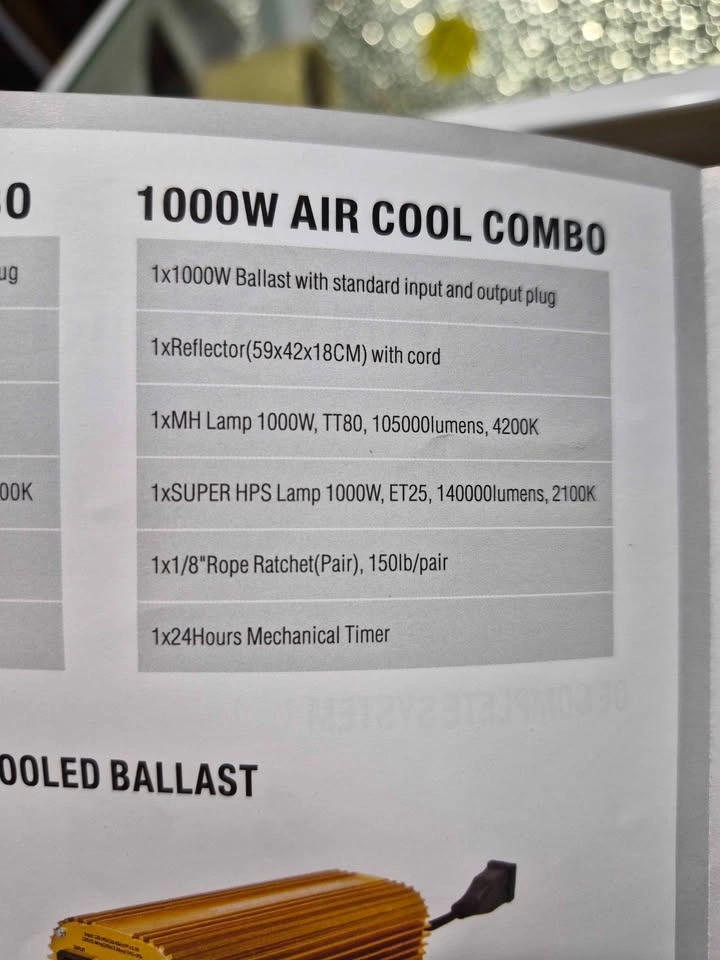 1000W AIR COOL COMBO
1x1000W Ballast with standard input and output plug
1xReflector(59x42x18CM) with cord
1xMH Lamp 1000W, TT80, 105000lumens, 4200K
1xSUPER HPS Lamp 1000W, ET25, 140000lumens, 2100K
1x1/8"Rope Ratchet(Pair), 150lb/pair
1x24Hours Mechanical Timer
ug
00K
OOLED BALLAST